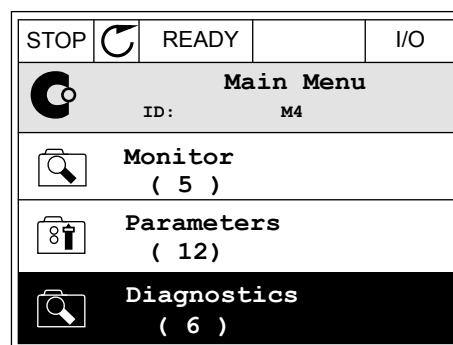 STOP READY I/O
Main Menu
ID: M4
Monitor
( 5 )
Parameters
( 12)
Diagnostics
( 6 )